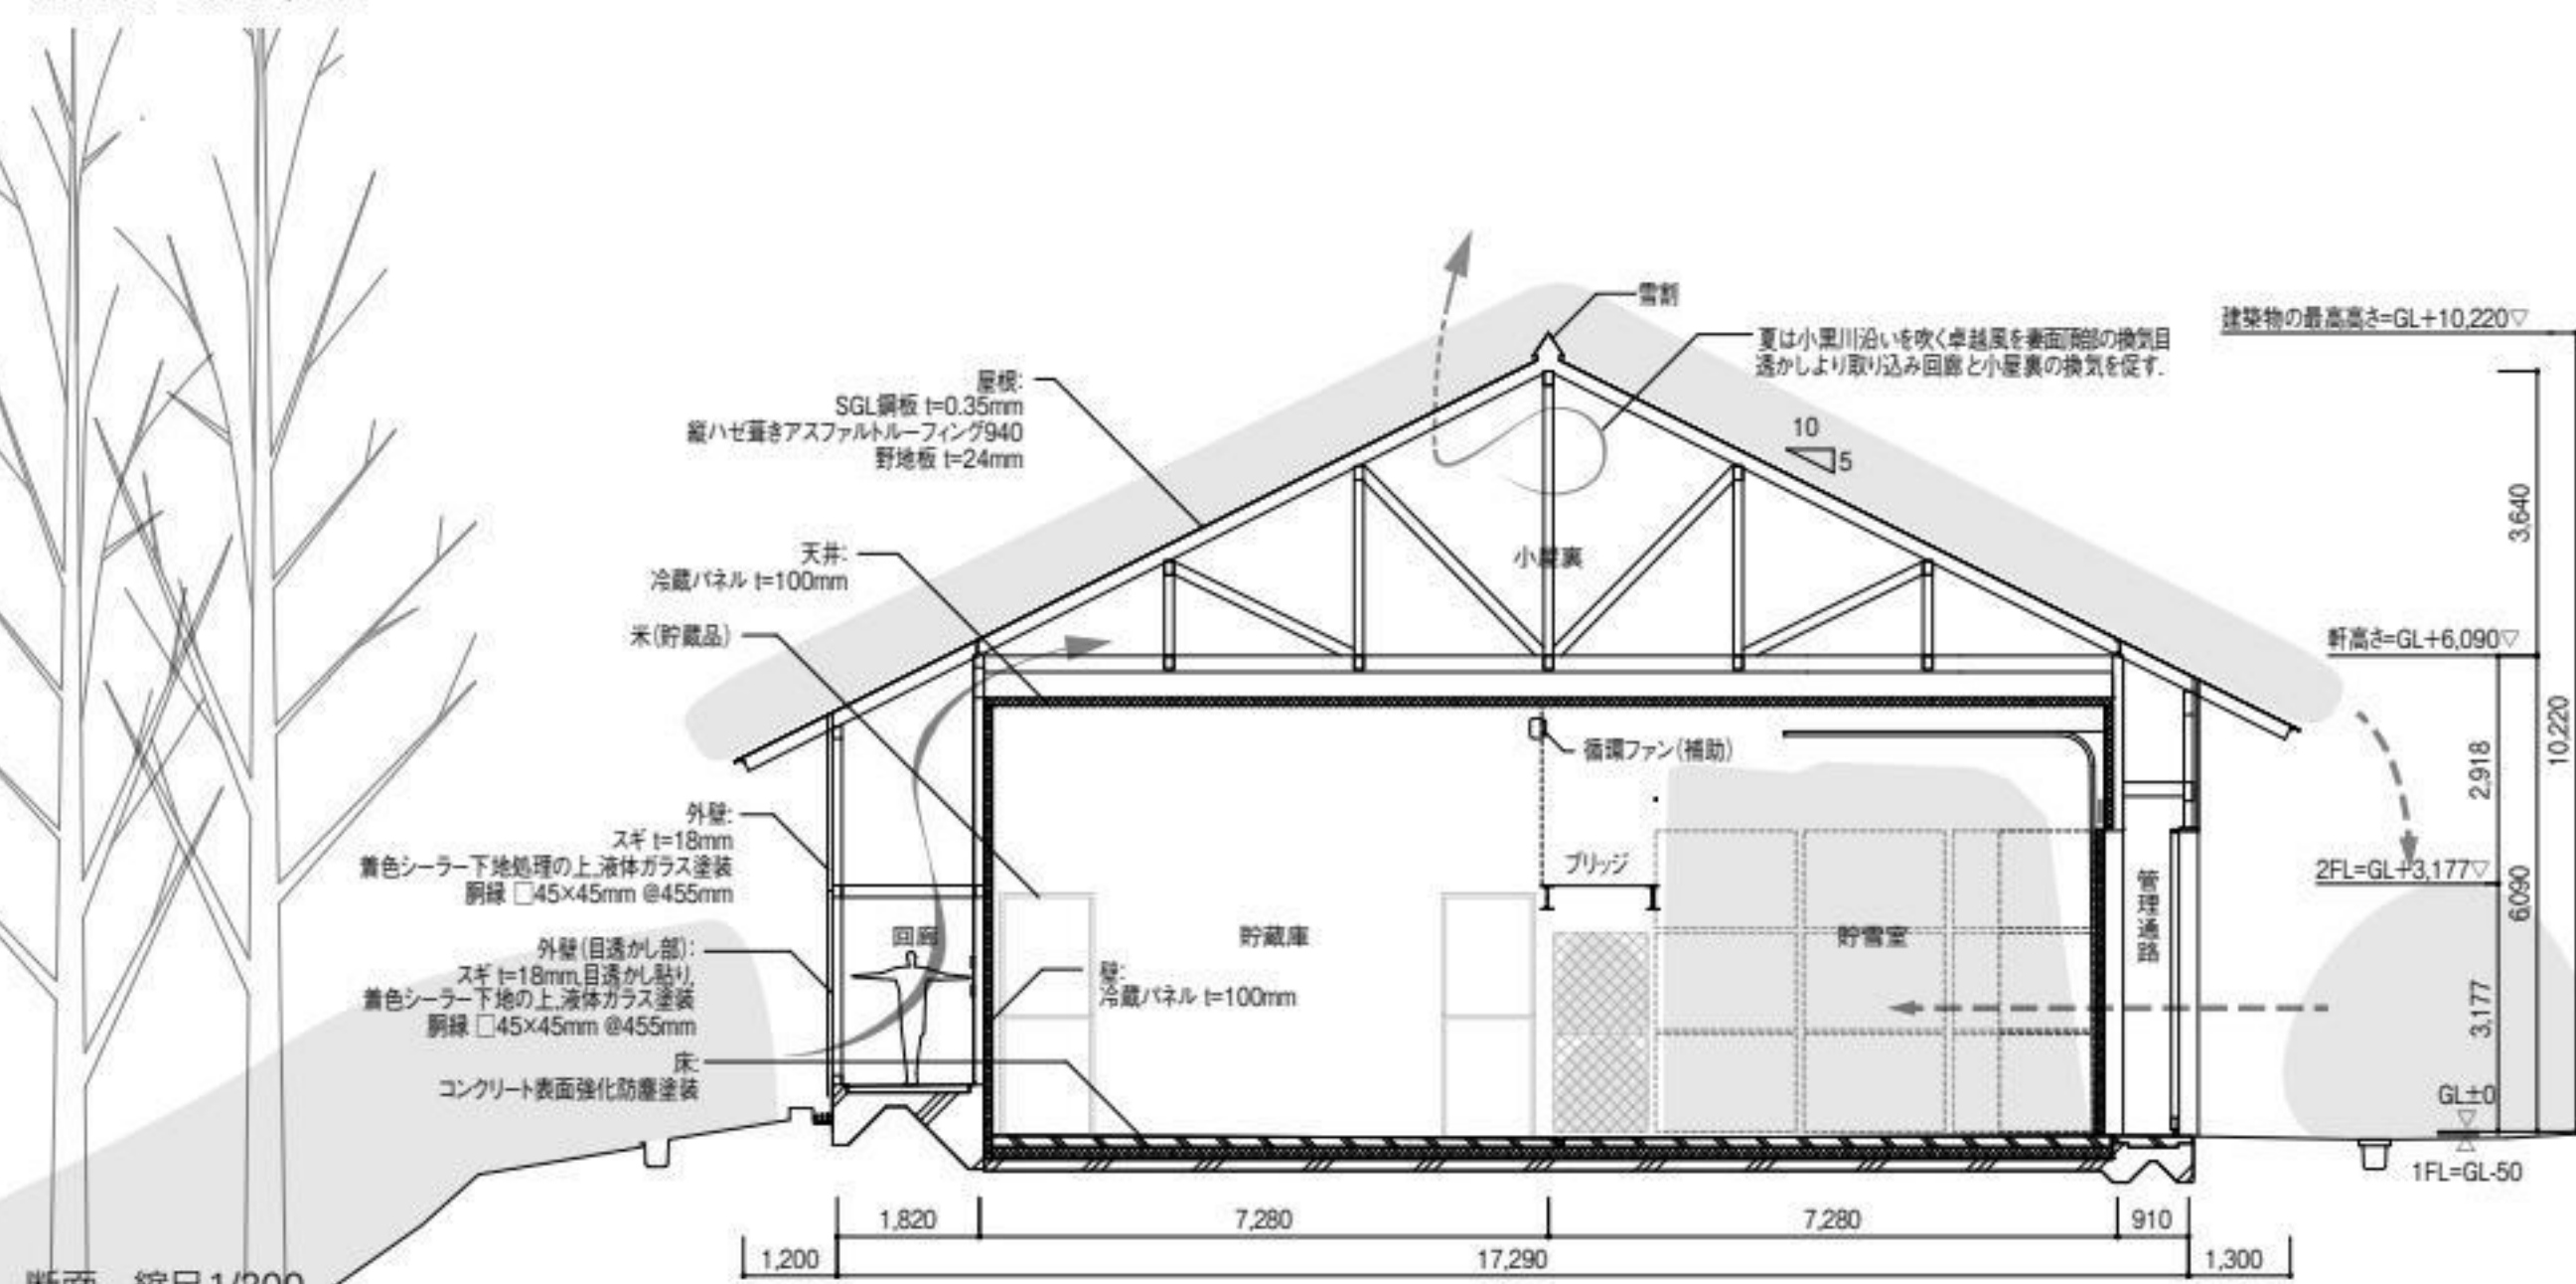 雪割
建築物の最高高さ=GL+10,220▽
夏は小黒川沿いを吹く卓越風を妻面頂部の換気目
透かしより取り込み回廊と小屋裏の換気を促す.
屋根:
SGL鋼板 t=0.35mm
縦ハゼ葺きアスファルトルーフィング940
野地板 t=24mm
10
5
3,640
小屋裏
天井:
冷蔵パネル t=100mm
米(貯蔵品)
軒高さ=GL+6,090▽
循環ファン(補助)
2,918
10,220
外壁:
スギ t=18mm
着色シーラー下地処理の上,液体ガラス塗装
胴縁 □45×45mm @455mm
ブリッジ
2FL=GL+3,177▽
6,090
管理通路
回廊
貯蔵庫
貯雪室
外壁(目透かし部):
スギ t=18mm,目透かし貼り,
着色シーラー下地の上,液体ガラス塗装
胴縁 □45×45mm @455mm
壁:
冷蔵パネル t=100mm
3,177
床:
コンクリート表面強化防塵塗装
GL±0
▽
△
1FL=GL-50
1,820
7,280
7,280
910
1,200
17,290
1,300
断面 縮尺1/200